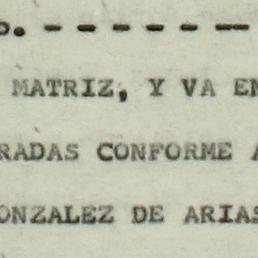 o. - - - - - - -
MATRIZ, Y VA EN
RADAS CONFORME A
ONZALEZ DE ARIAS